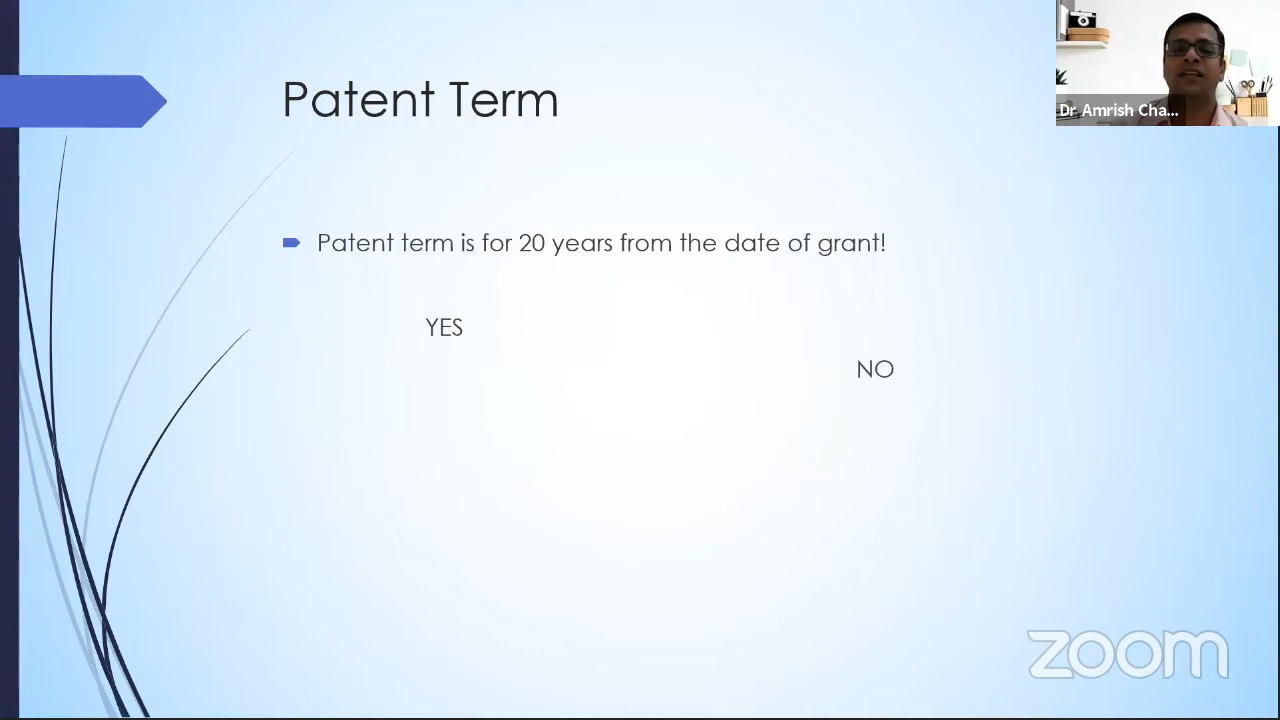 Patent Term
Dr Amrish Cha...
Patent term is for 20 years from the date of grant!
YES
NO
zoom